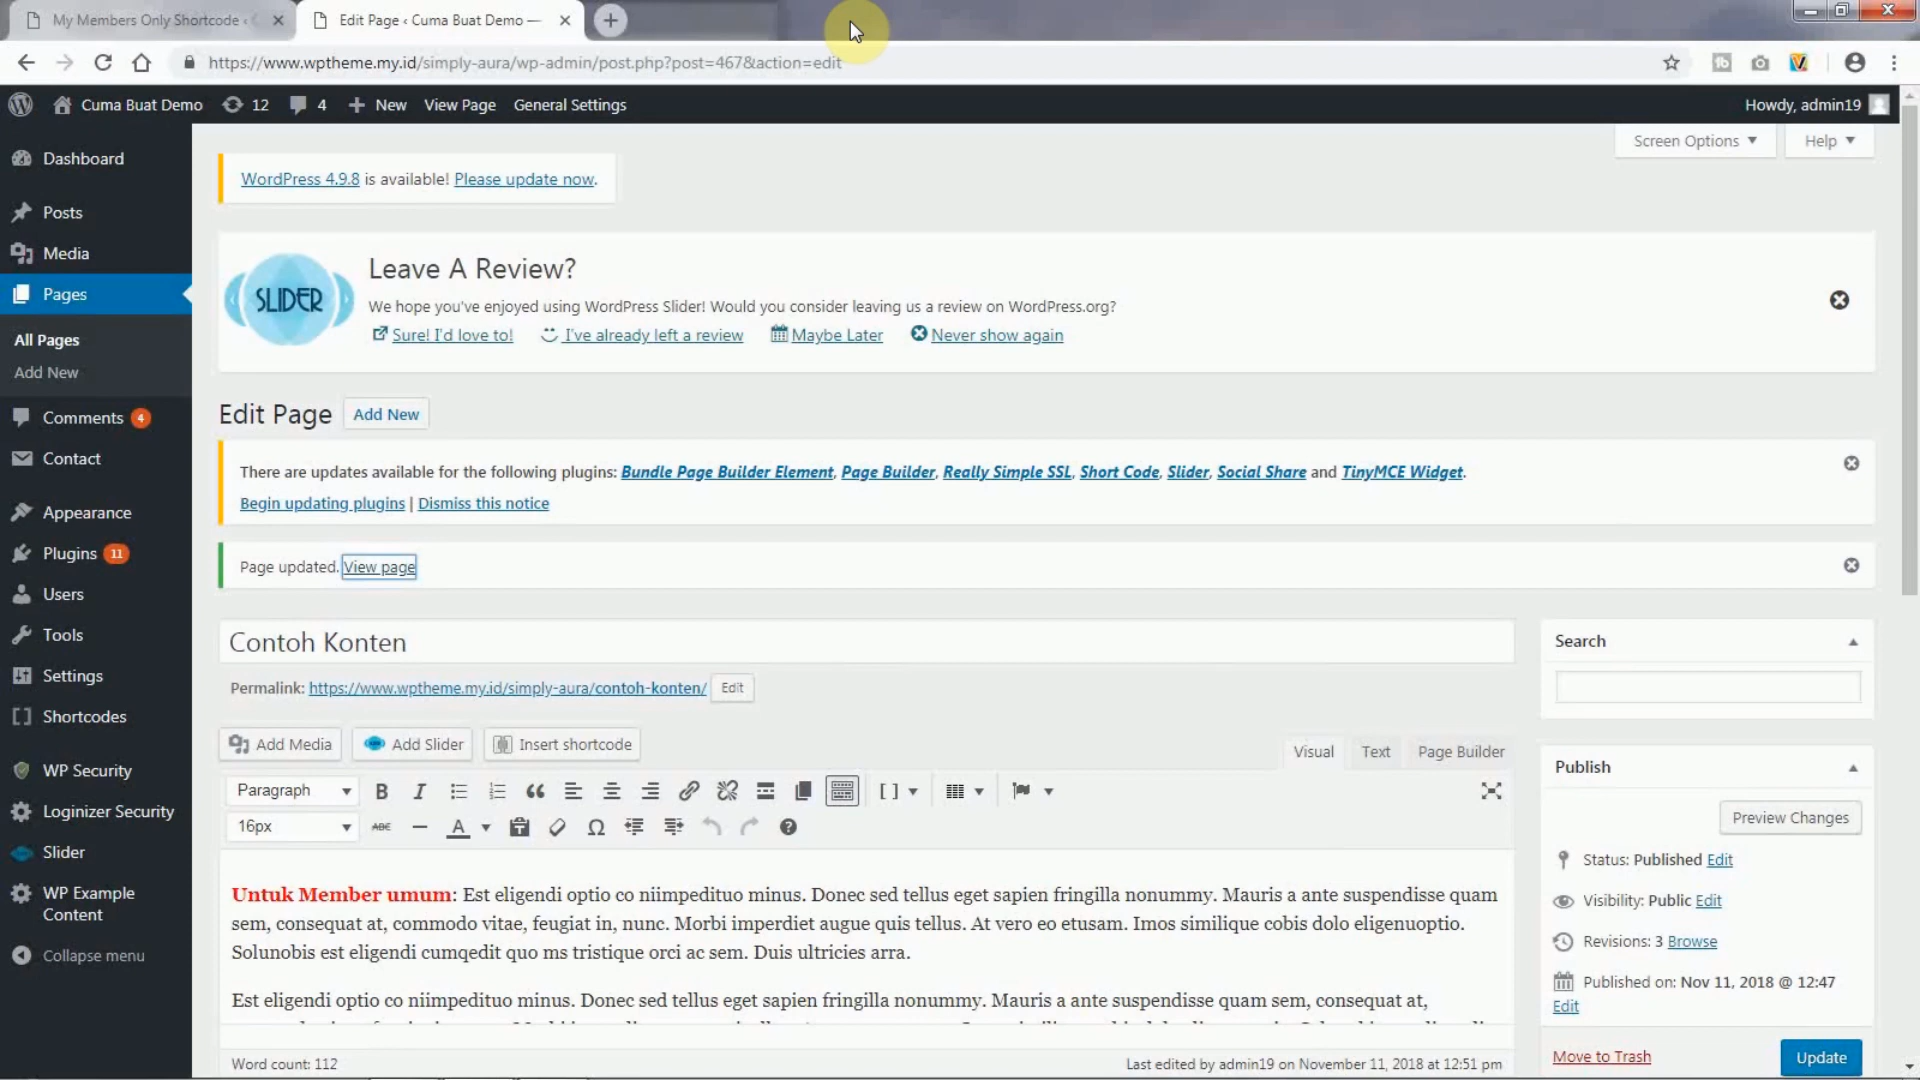 My Members Only Shortcode ‹
Edit Page ‹ Cuma Buat Demo —
https://www.wptheme.my.id/simply-aura/wp-admin/post.php?post=467&action=edit
Cuma Buat Demo 12 4 New View Page General Settings Howdy, admin19
Screen Options Help
Dashboard
Posts
Media
Pages
All Pages
Add New
Comments 4
Contact
Appearance
Plugins 11
Users
Tools
Settings
Shortcodes
WP Security
Loginizer Security
Slider
WP Example
Content
Collapse menu
WordPress 4.9.8 is available! Please update now.
SLIDER
Leave A Review?
We hope you've enjoyed using WordPress Slider! Would you consider leaving us a review on WordPress.org?
Sure! I'd love to! I've already left a review Maybe Later Never show again
Edit Page Add New
There are updates available for the following plugins: Bundle Page Builder Element, Page Builder, Really Simple SSL, Short Code, Slider, Social Share and TinyMCE Widget.
Begin updating plugins | Dismiss this notice
Page updated. View page
Contoh Konten
Permalink: https://www.wptheme.my.id/simply-aura/contoh-konten/ Edit
Add Media Add Slider Insert shortcode
Visual Text Page Builder
Paragraph
16px
Untuk Member umum: Est eligendi optio co niimpedituo minus. Donec sed tellus eget sapien fringilla nonummy. Mauris a ante suspendisse quam
sem, consequat at, commodo vitae, feugiat in, nunc. Morbi imperdiet augue quis tellus. At vero eo etusam. Imos similique cobis dolo eligenuoptio.
Solunobis est eligendi cumqedit quo ms tristique orci ac sem. Duis ultricies arra.
Est eligendi optio co niimpedituo minus. Donec sed tellus eget sapien fringilla nonummy. Mauris a ante suspendisse quam sem, consequat at,
Word count: 112
Last edited by admin19 on November 11, 2018 at 12:51 pm
Search
Publish
Preview Changes
Status: Published Edit
Visibility: Public Edit
Revisions: 3 Browse
Published on: Nov 11, 2018 @ 12:47
Edit
Move to Trash Update